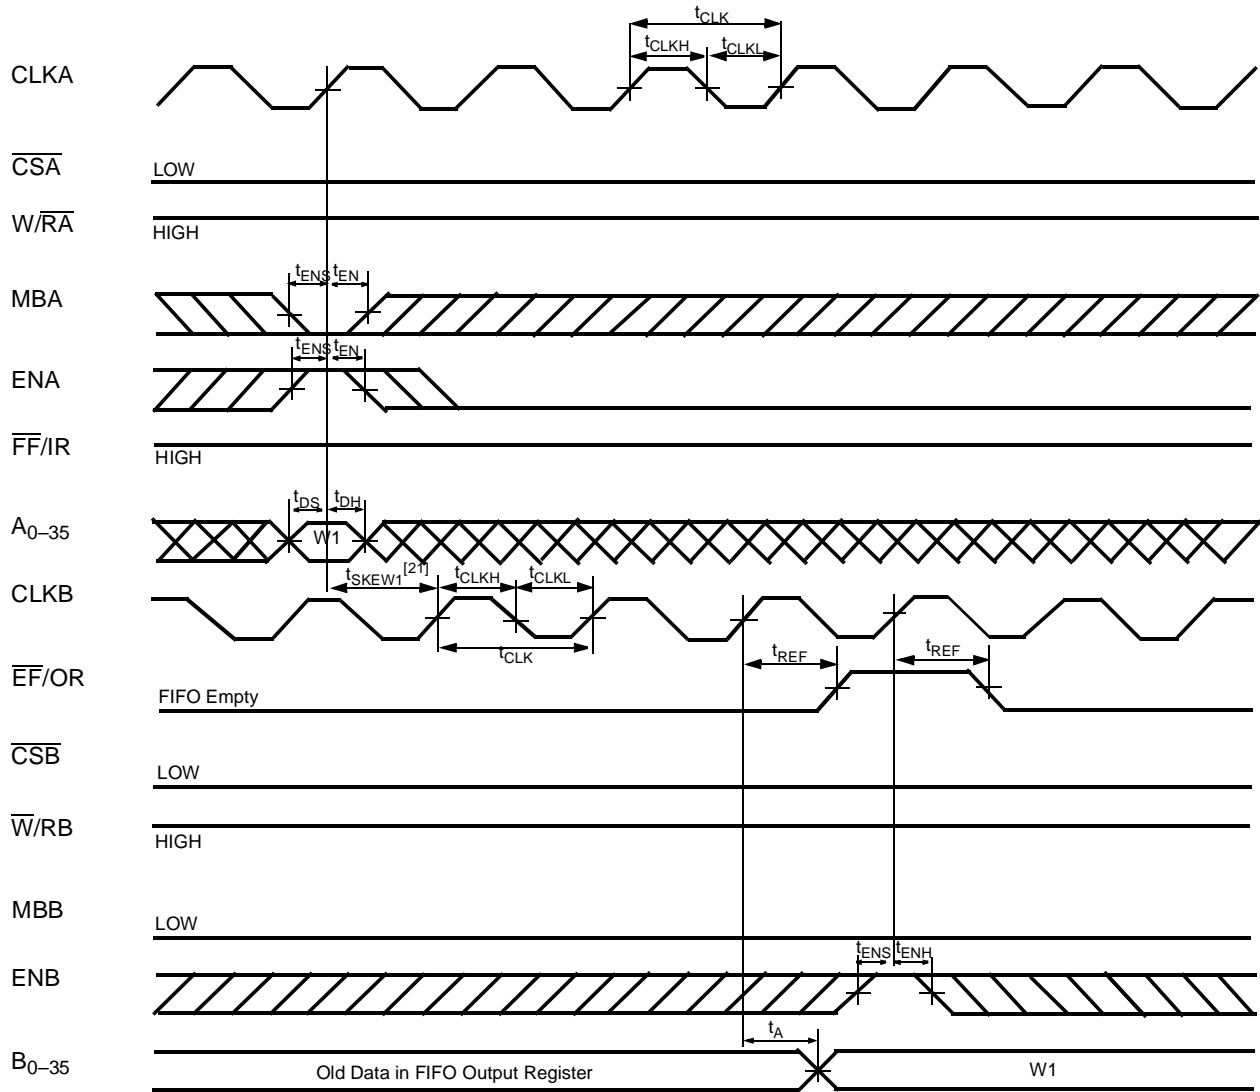 tCLK
tCLKH tCLKL
CLKA
CSA
LOW
W/RA
HIGH
tENS tEN
MBA
tENS tEN
ENA
FF/IR
HIGH
tDS tDH
A0–35
W1
tSKEW1[21] tCLKH tCLKL
CLKB
tCLK
tREF tREF
EF/OR
FIFO Empty
CSB
LOW
W/RB
HIGH
MBB
LOW
tENS tENH
ENB
tA
B0–35
Old Data in FIFO Output Register W1